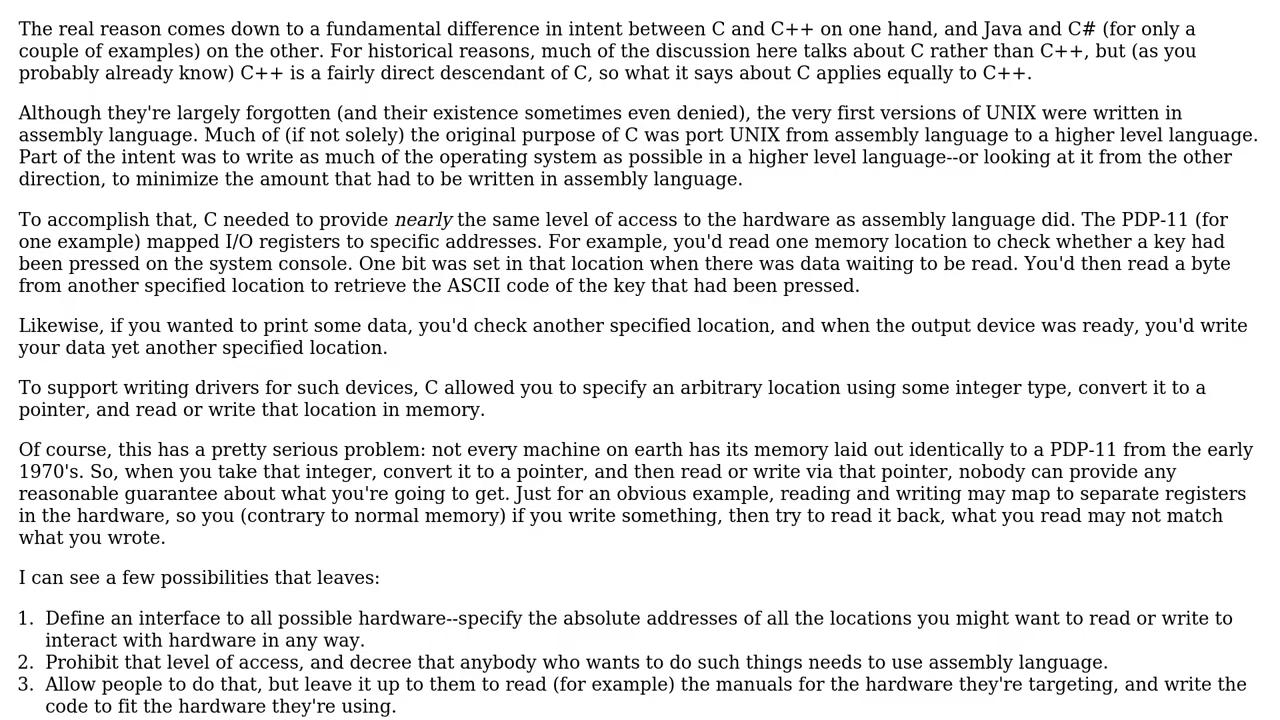 The real reason comes down to a fundamental difference in intent between C and C++ on one hand, and Java and C# (for only a
couple of examples) on the other. For historical reasons, much of the discussion here talks about C rather than C++, but (as you
probably already know) C++ is a fairly direct descendant of C, so what it says about C applies equally to C++.
Although they're largely forgotten (and their existence sometimes even denied), the very first versions of UNIX were written in
assembly language. Much of (if not solely) the original purpose of C was port UNIX from assembly language to a higher level language.
Part of the intent was to write as much of the operating system as possible in a higher level language--or looking at it from the other
direction, to minimize the amount that had to be written in assembly language.
To accomplish that, C needed to provide nearly the same level of access to the hardware as assembly language did. The PDP-11 (for
one example) mapped I/O registers to specific addresses. For example, you'd read one memory location to check whether a key had
been pressed on the system console. One bit was set in that location when there was data waiting to be read. You'd then read a byte
from another specified location to retrieve the ASCII code of the key that had been pressed.
Likewise, if you wanted to print some data, you'd check another specified location, and when the output device was ready, you'd write
your data yet another specified location.
To support writing drivers for such devices, C allowed you to specify an arbitrary location using some integer type, convert it to a
pointer, and read or write that location in memory.
Of course, this has a pretty serious problem: not every machine on earth has its memory laid out identically to a PDP-11 from the early
1970's. So, when you take that integer, convert it to a pointer, and then read or write via that pointer, nobody can provide any
reasonable guarantee about what you're going to get. Just for an obvious example, reading and writing may map to separate registers
in the hardware, so you (contrary to normal memory) if you write something, then try to read it back, what you read may not match
what you wrote.
I can see a few possibilities that leaves:
1. Define an interface to all possible hardware--specify the absolute addresses of all the locations you might want to read or write to
interact with hardware in any way.
2. Prohibit that level of access, and decree that anybody who wants to do such things needs to use assembly language.
3. Allow people to do that, but leave it up to them to read (for example) the manuals for the hardware they're targeting, and write the
code to fit the hardware they're using.